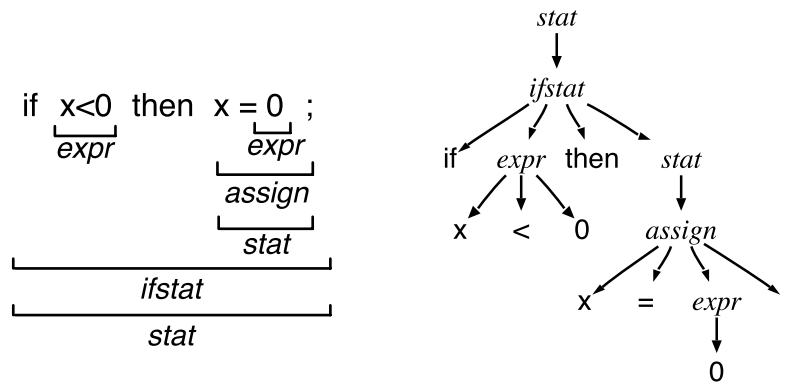 if x<0 then x = 0 ;
expr expr
assign
stat
ifstat
stat
stat
ifstat
if expr then stat
x < 0 assign
x = expr
0